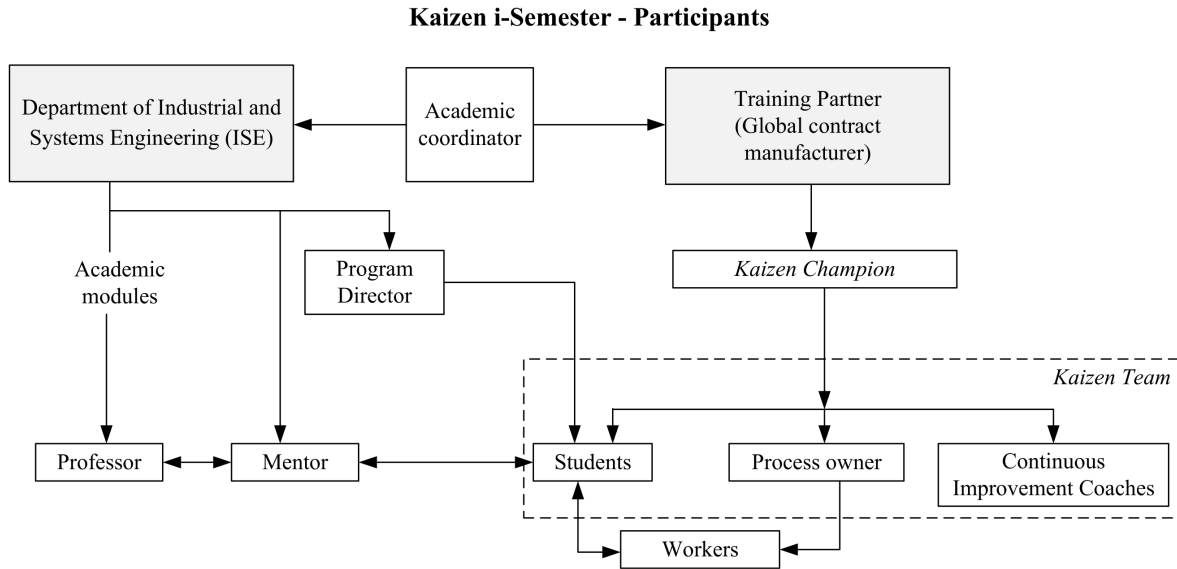 Kaizen i-Semester - Participants
Department of Industrial and
Systems Engineering (ISE)
Academic
coordinator
Training Partner
(Global contract
manufacturer)
Academic
modules
Program
Director
Kaizen Champion
Kaizen Team
Professor
Mentor
Students
Process owner
Continuous
Improvement Coaches
Workers